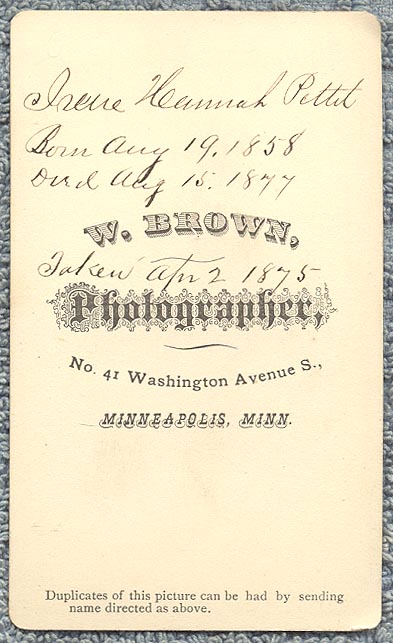 Irene Hannah Pettit
Born Aug 19, 1858
Died Aug 15. 1877
W. BROWN,
Taken Apr 2 1875
Photographer,
No. 41 Washington Avenue S.,
MINNEAPOLIS, MINN.
Duplicates of this picture can be had by sending
name directed as above.